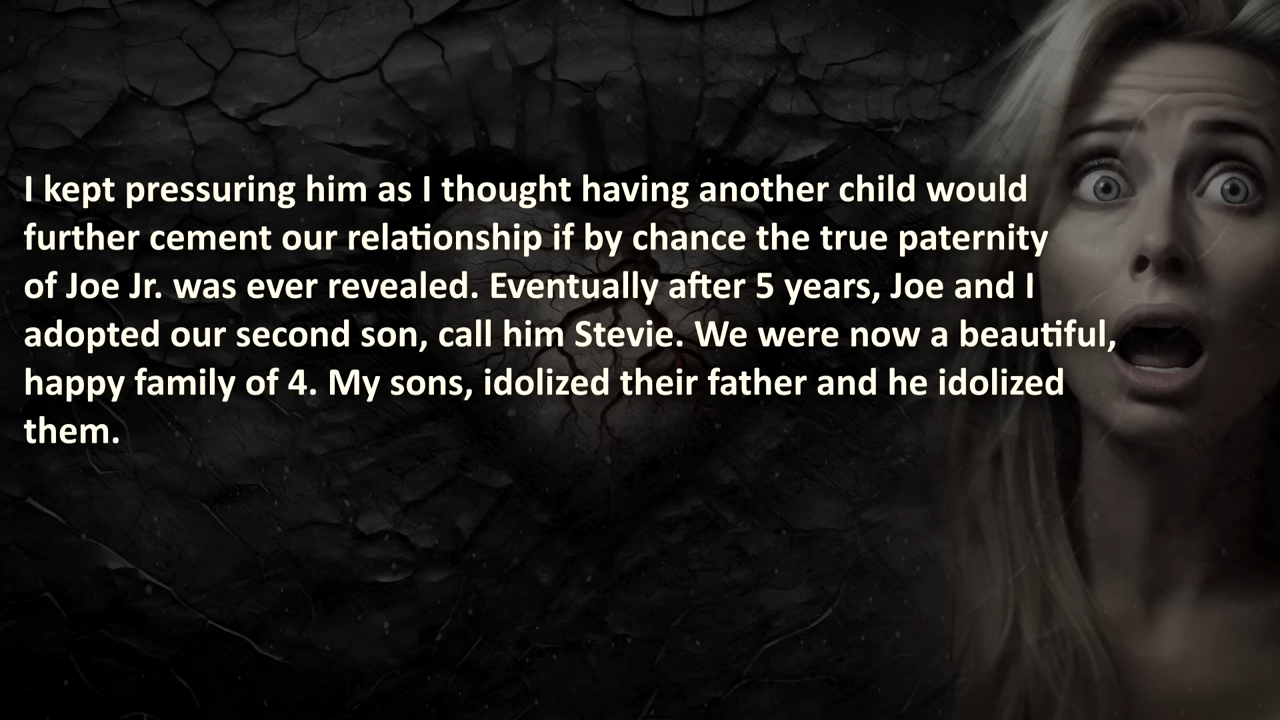 I kept pressuring him as I thought having another child would
further cement our relationship if by chance the true paternity
of Joe Jr. was ever revealed. Eventually after 5 years, Joe and I
adopted our second son, call him Stevie. We were now a beautiful,
happy family of 4. My sons, idolized their father and he idolized
them.